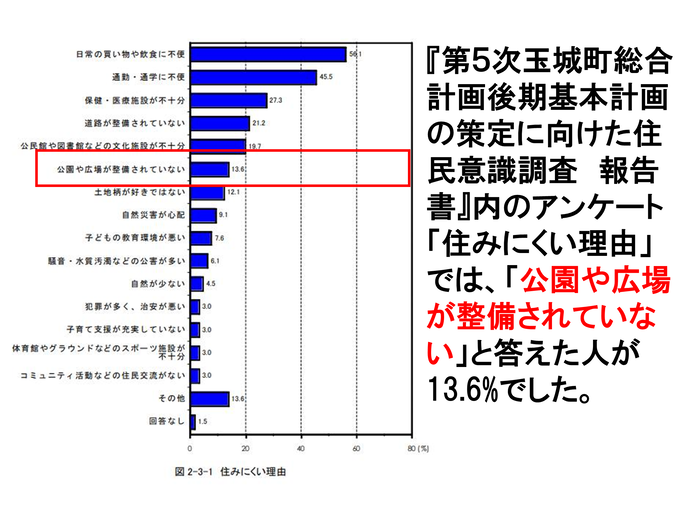 日常の買い物や飲食に不便 56.1
通勤・通学に不便 45.5
保健・医療施設が不十分 27.3
道路が整備されていない 21.2
公民館や図書館などの文化施設が不十分 19.7
公園や広場が整備されていない 13.6
土地柄が好きではない 12.1
自然災害が心配 9.1
子どもの教育環境が悪い 7.6
騒音・水質汚濁などの公害が多い 6.1
自然が少ない 4.5
犯罪が多く、治安が悪い 3.0
子育て支援が充実していない 3.0
体育館やグラウンドなどのスポーツ施設が
不十分 3.0
コミュニティ活動などの住民交流がない 3.0
その他 13.6
回答なし 1.5
0 20 40 60 80 (%)
図 2-3-1 住みにくい理由
『第5次玉城町総合
計画後期基本計画
の策定に向けた住
民意識調査 報告
書』内のアンケート
「住みにくい理由」
では、「公園や広場
が整備されていな
い」と答えた人が
13.6%でした。